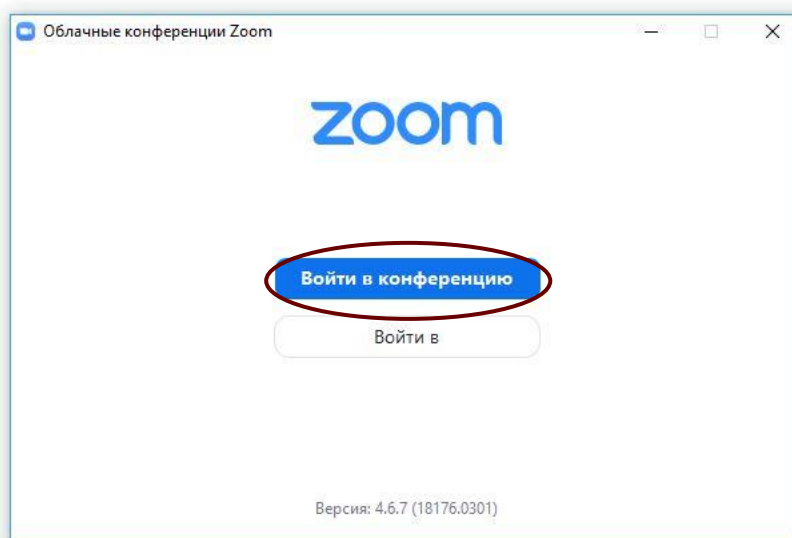 Облачные конференции Zoom
zoom
Войти в конференцию
Войти в
Версия: 4.6.7 (18176.0301)